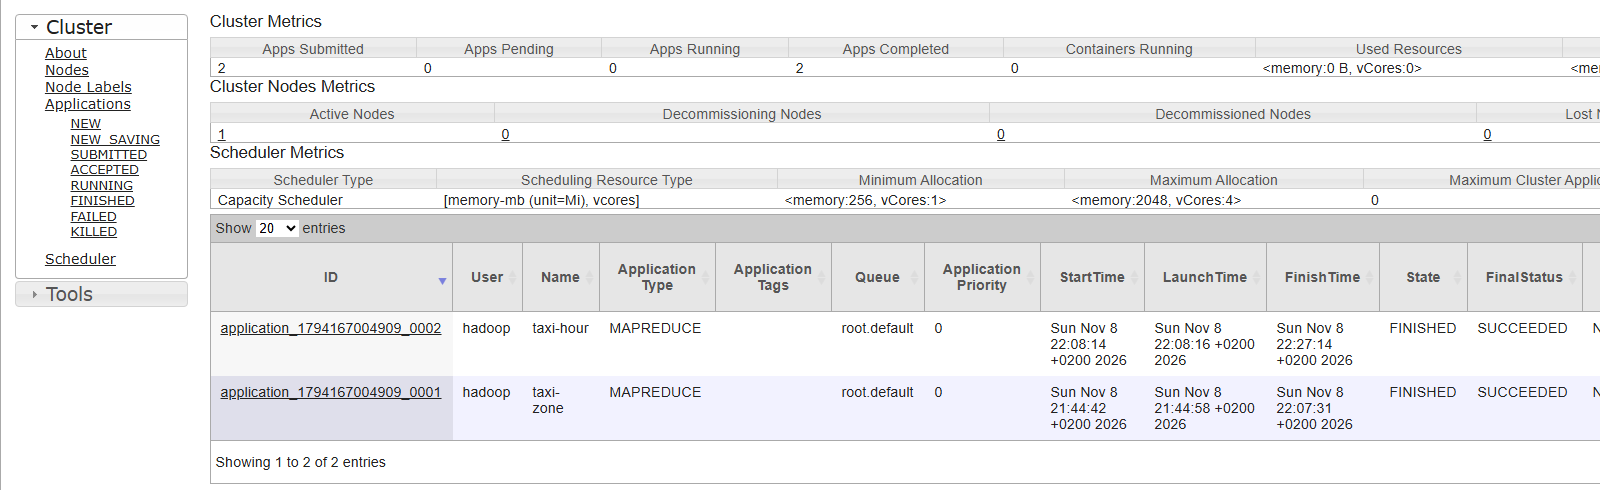 Cluster
About
Nodes
Node Labels
Applications
NEW
NEW_SAVING
SUBMITTED
ACCEPTED
RUNNING
FINISHED
FAILED
KILLED
Scheduler
Tools
Cluster Metrics
Apps Submitted Apps Pending Apps Running Apps Completed Containers Running Used Resources
2 0 0 2 0 <memory:0 B, vCores:0>
Cluster Nodes Metrics
Active Nodes Decommissioning Nodes Decommissioned Nodes Lost
1 0 0 0
Scheduler Metrics
Scheduler Type Scheduling Resource Type Minimum Allocation Maximum Allocation Maximum Cluster
Capacity Scheduler [memory-mb (unit=Mi), vcores] <memory:256, vCores:1> <memory:2048, vCores:4> 0
Show 20 entries
ID User Name Application Type Application Tags Queue Application Priority StartTime LaunchTime FinishTime State FinalStatus
application_1794167004909_0002 hadoop taxi-hour MAPREDUCE root.default 0 Sun Nov 8 22:08:14 +0200 2026 Sun Nov 8 22:08:16 +0200 2026 Sun Nov 8 22:27:14 +0200 2026 FINISHED SUCCEEDED
application_1794167004909_0001 hadoop taxi-zone MAPREDUCE root.default 0 Sun Nov 8 21:44:42 +0200 2026 Sun Nov 8 21:44:58 +0200 2026 Sun Nov 8 22:07:31 +0200 2026 FINISHED SUCCEEDED
Showing 1 to 2 of 2 entries